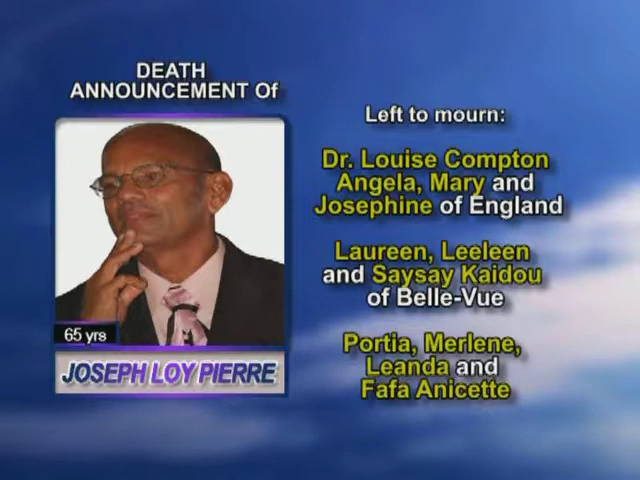 DEATH
ANNOUNCEMENT Of
65 yrs
JOSEPH LOY PIERRE
Left to mourn:
Dr. Louise Compton
Angela, Mary and
Josephine of England
Laureen, Leeleen
and Saysay Kaidou
of Belle-Vue
Portia, Merlene,
Leanda and
Fafa Anicette